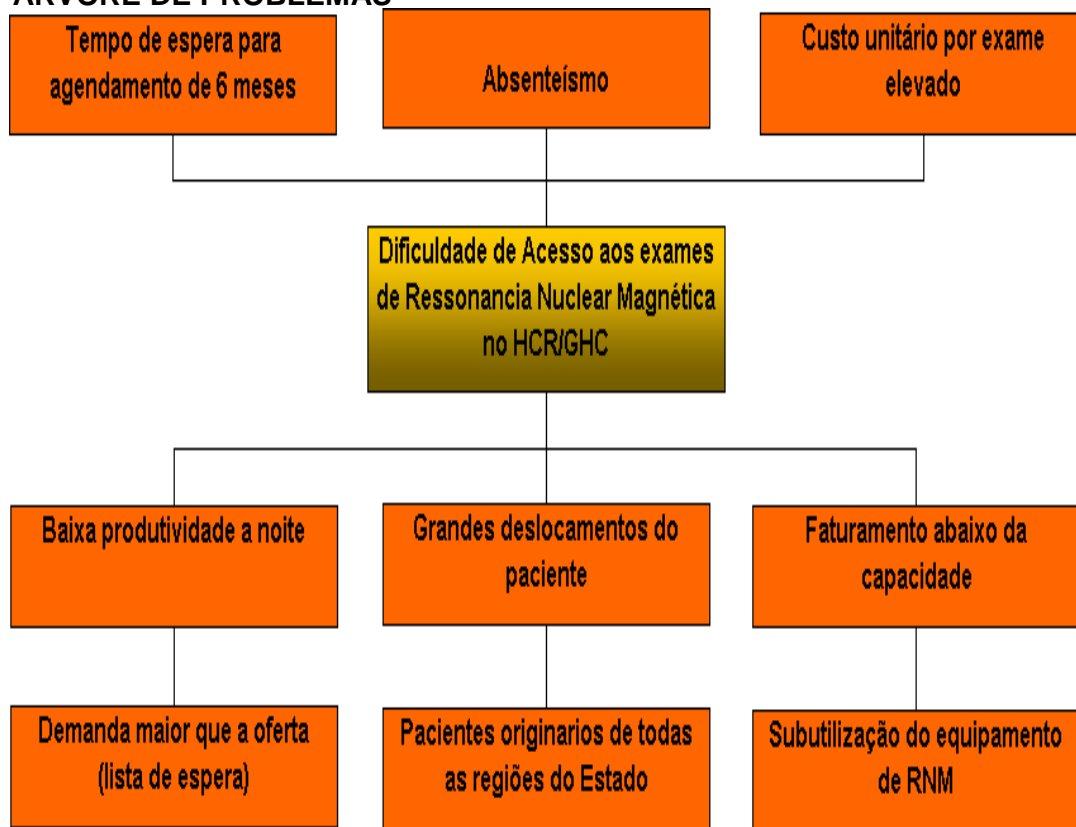 ÁRVORE DE PROBLEMAS
Tempo de espera para
agendamento de 6 meses
Absenteísmo
Custo unitário por exame
elevado
Dificuldade de Acesso aos exames
de Ressonancia Nuclear Magnética
no HCR/GHC
Baixa produtividade a noite
Grandes deslocamentos do
paciente
Faturamento abaixo da
capacidade
Demanda maior que a oferta
(lista de espera)
Pacientes originarios de todas
as regiões do Estado
Subutilização do equipamento
de RNM